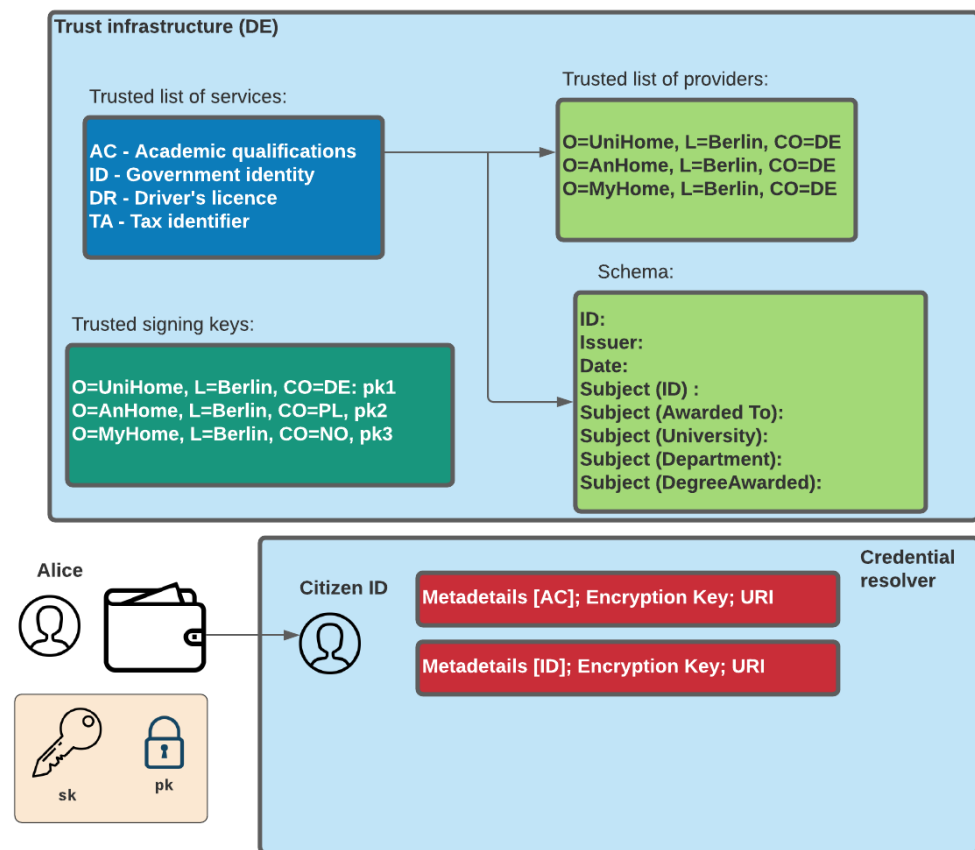 Trust infrastructure (DE)
Trusted list of services:
AC - Academic qualifications
ID - Government identity
DR - Driver's licence
TA - Tax identifier
Trusted list of providers:
O=UniHome, L=Berlin, CO=DE
O=AnHome, L=Berlin, CO=DE
O=MyHome, L=Berlin, CO=DE
Schema:
ID:
Issuer:
Date:
Subject (ID) :
Subject (Awarded To):
Subject (University):
Subject (Department):
Subject (DegreeAwarded):
Trusted signing keys:
O=UniHome, L=Berlin, CO=DE: pk1
O=AnHome, L=Berlin, CO=PL, pk2
O=MyHome, L=Berlin, CO=NO, pk3
Alice
sk
pk
Citizen ID
Credential
resolver
Metadetails [AC]; Encryption Key; URI
Metadetails [ID]; Encryption Key; URI